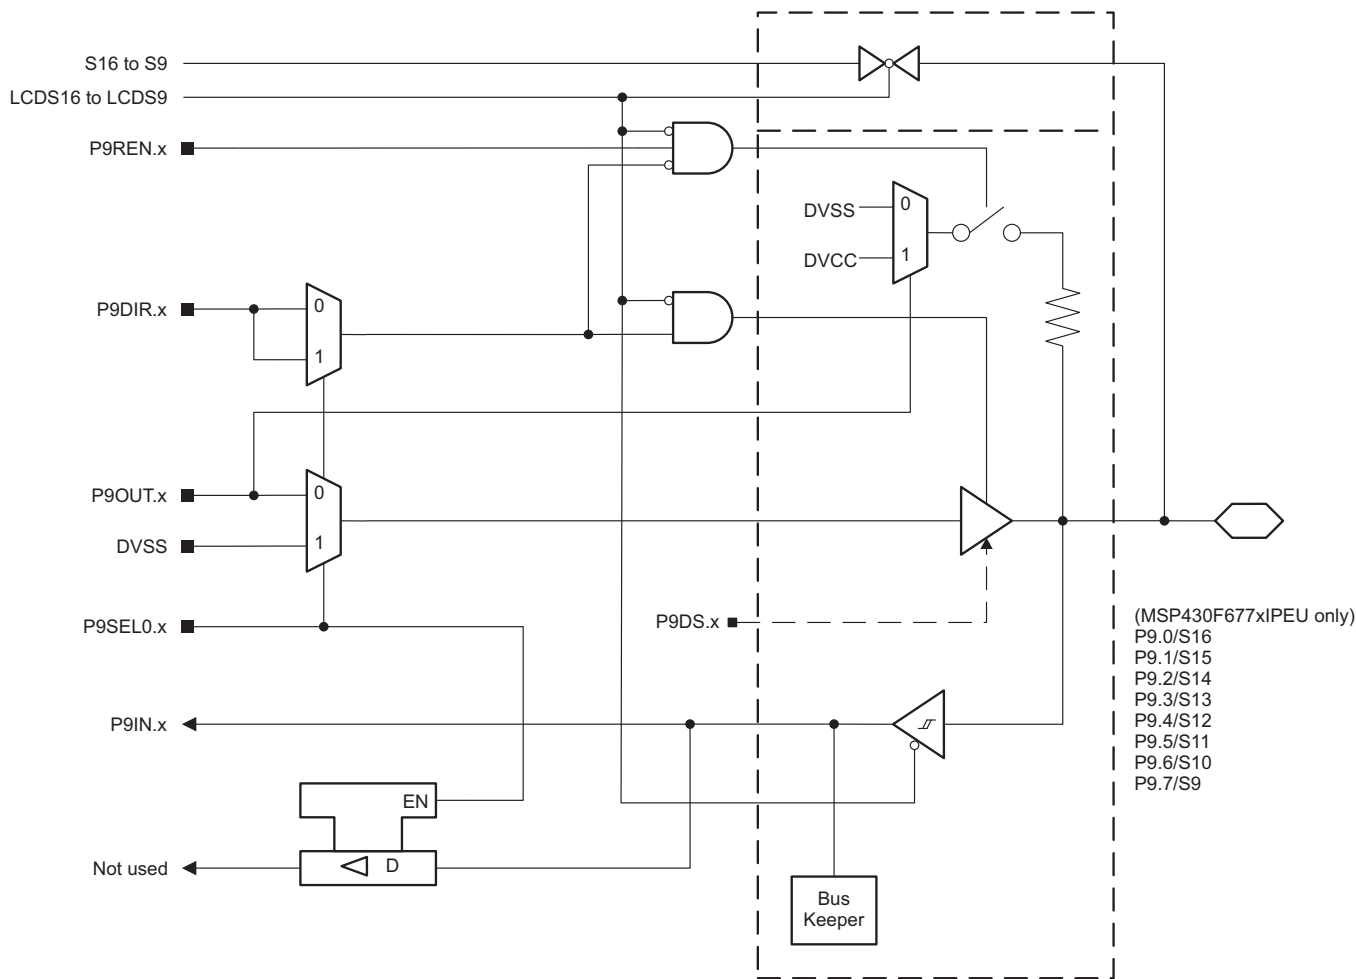 S16 to S9
LCDS16 to LCDS9
P9REN.x
DVSS
0
DVCC
1
P9DIR.x
0
1
P9OUT.x
0
DVSS
1
P9SEL0.x
P9DS.x
(MSP430F677xIPEU only)
P9.0/S16
P9.1/S15
P9.2/S14
P9.3/S13
P9.4/S12
P9.5/S11
P9.6/S10
P9.7/S9
P9IN.x
EN
Not used
D
Bus
Keeper